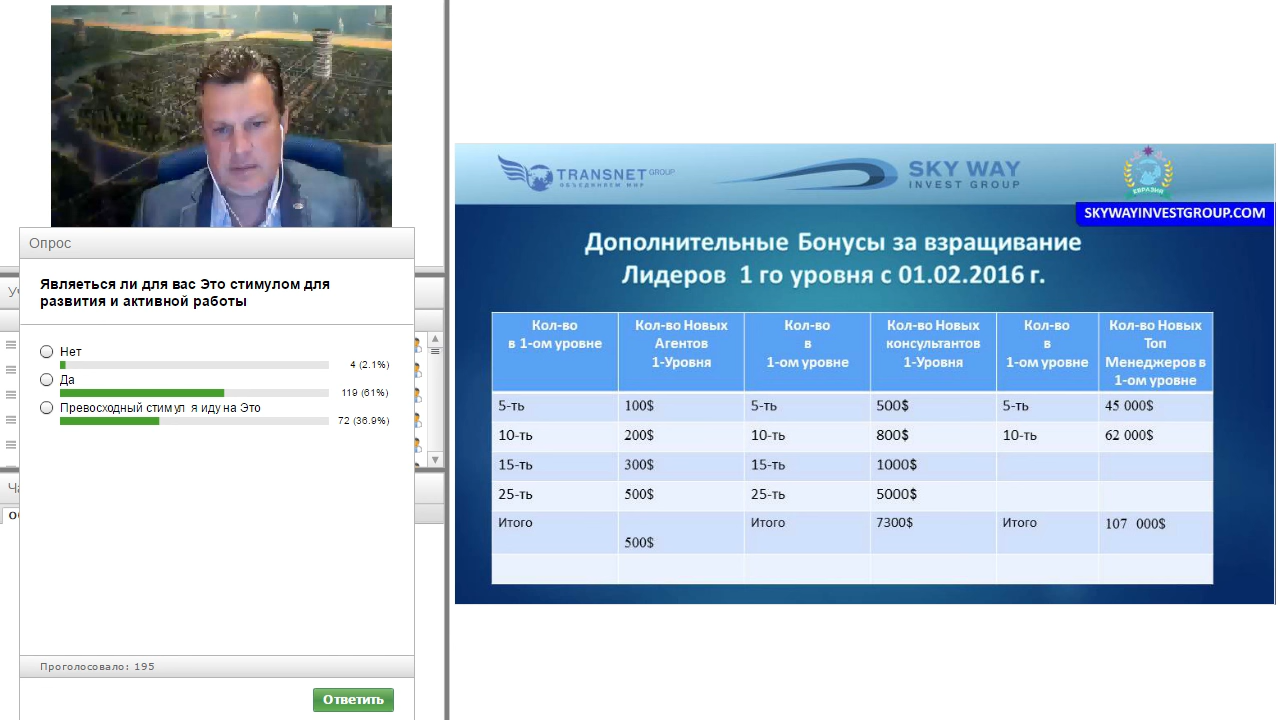 Опрос
Являеться ли для вас Это стимулом для
развития и активной работы
Нет
4 (2.1%)
Да
119 (61%)
Превосходный стимул я иду на Это
72 (36.9%)
Проголосовало: 195
Ответить
TRANSNET GROUP
ОБЪЕДИНЯЕМ МИР
SKY WAY
INVEST GROUP
ЕВРАЗИЯ
SKYWAYINVESTGROUP.COM
Дополнительные Бонусы за взращивание
Лидеров 1 го уровня с 01.02.2016 г.
Кол-во
в 1-ом уровне
Кол-во Новых
Агентов
1-Уровня
Кол-во
в
1-ом уровне
Кол-во Новых
консультантов
1-Уровня
Кол-во
в
1-ом уровне
Кол-во Новых
Топ
Менеджеров в
1-ом уровне
5-ть 100$ 5-ть 500$ 5-ть 45 000$
10-ть 200$ 10-ть 800$ 10-ть 62 000$
15-ть 300$ 15-ть 1000$
25-ть 500$ 25-ть 5000$
Итого 500$ Итого 7300$ Итого 107 000$